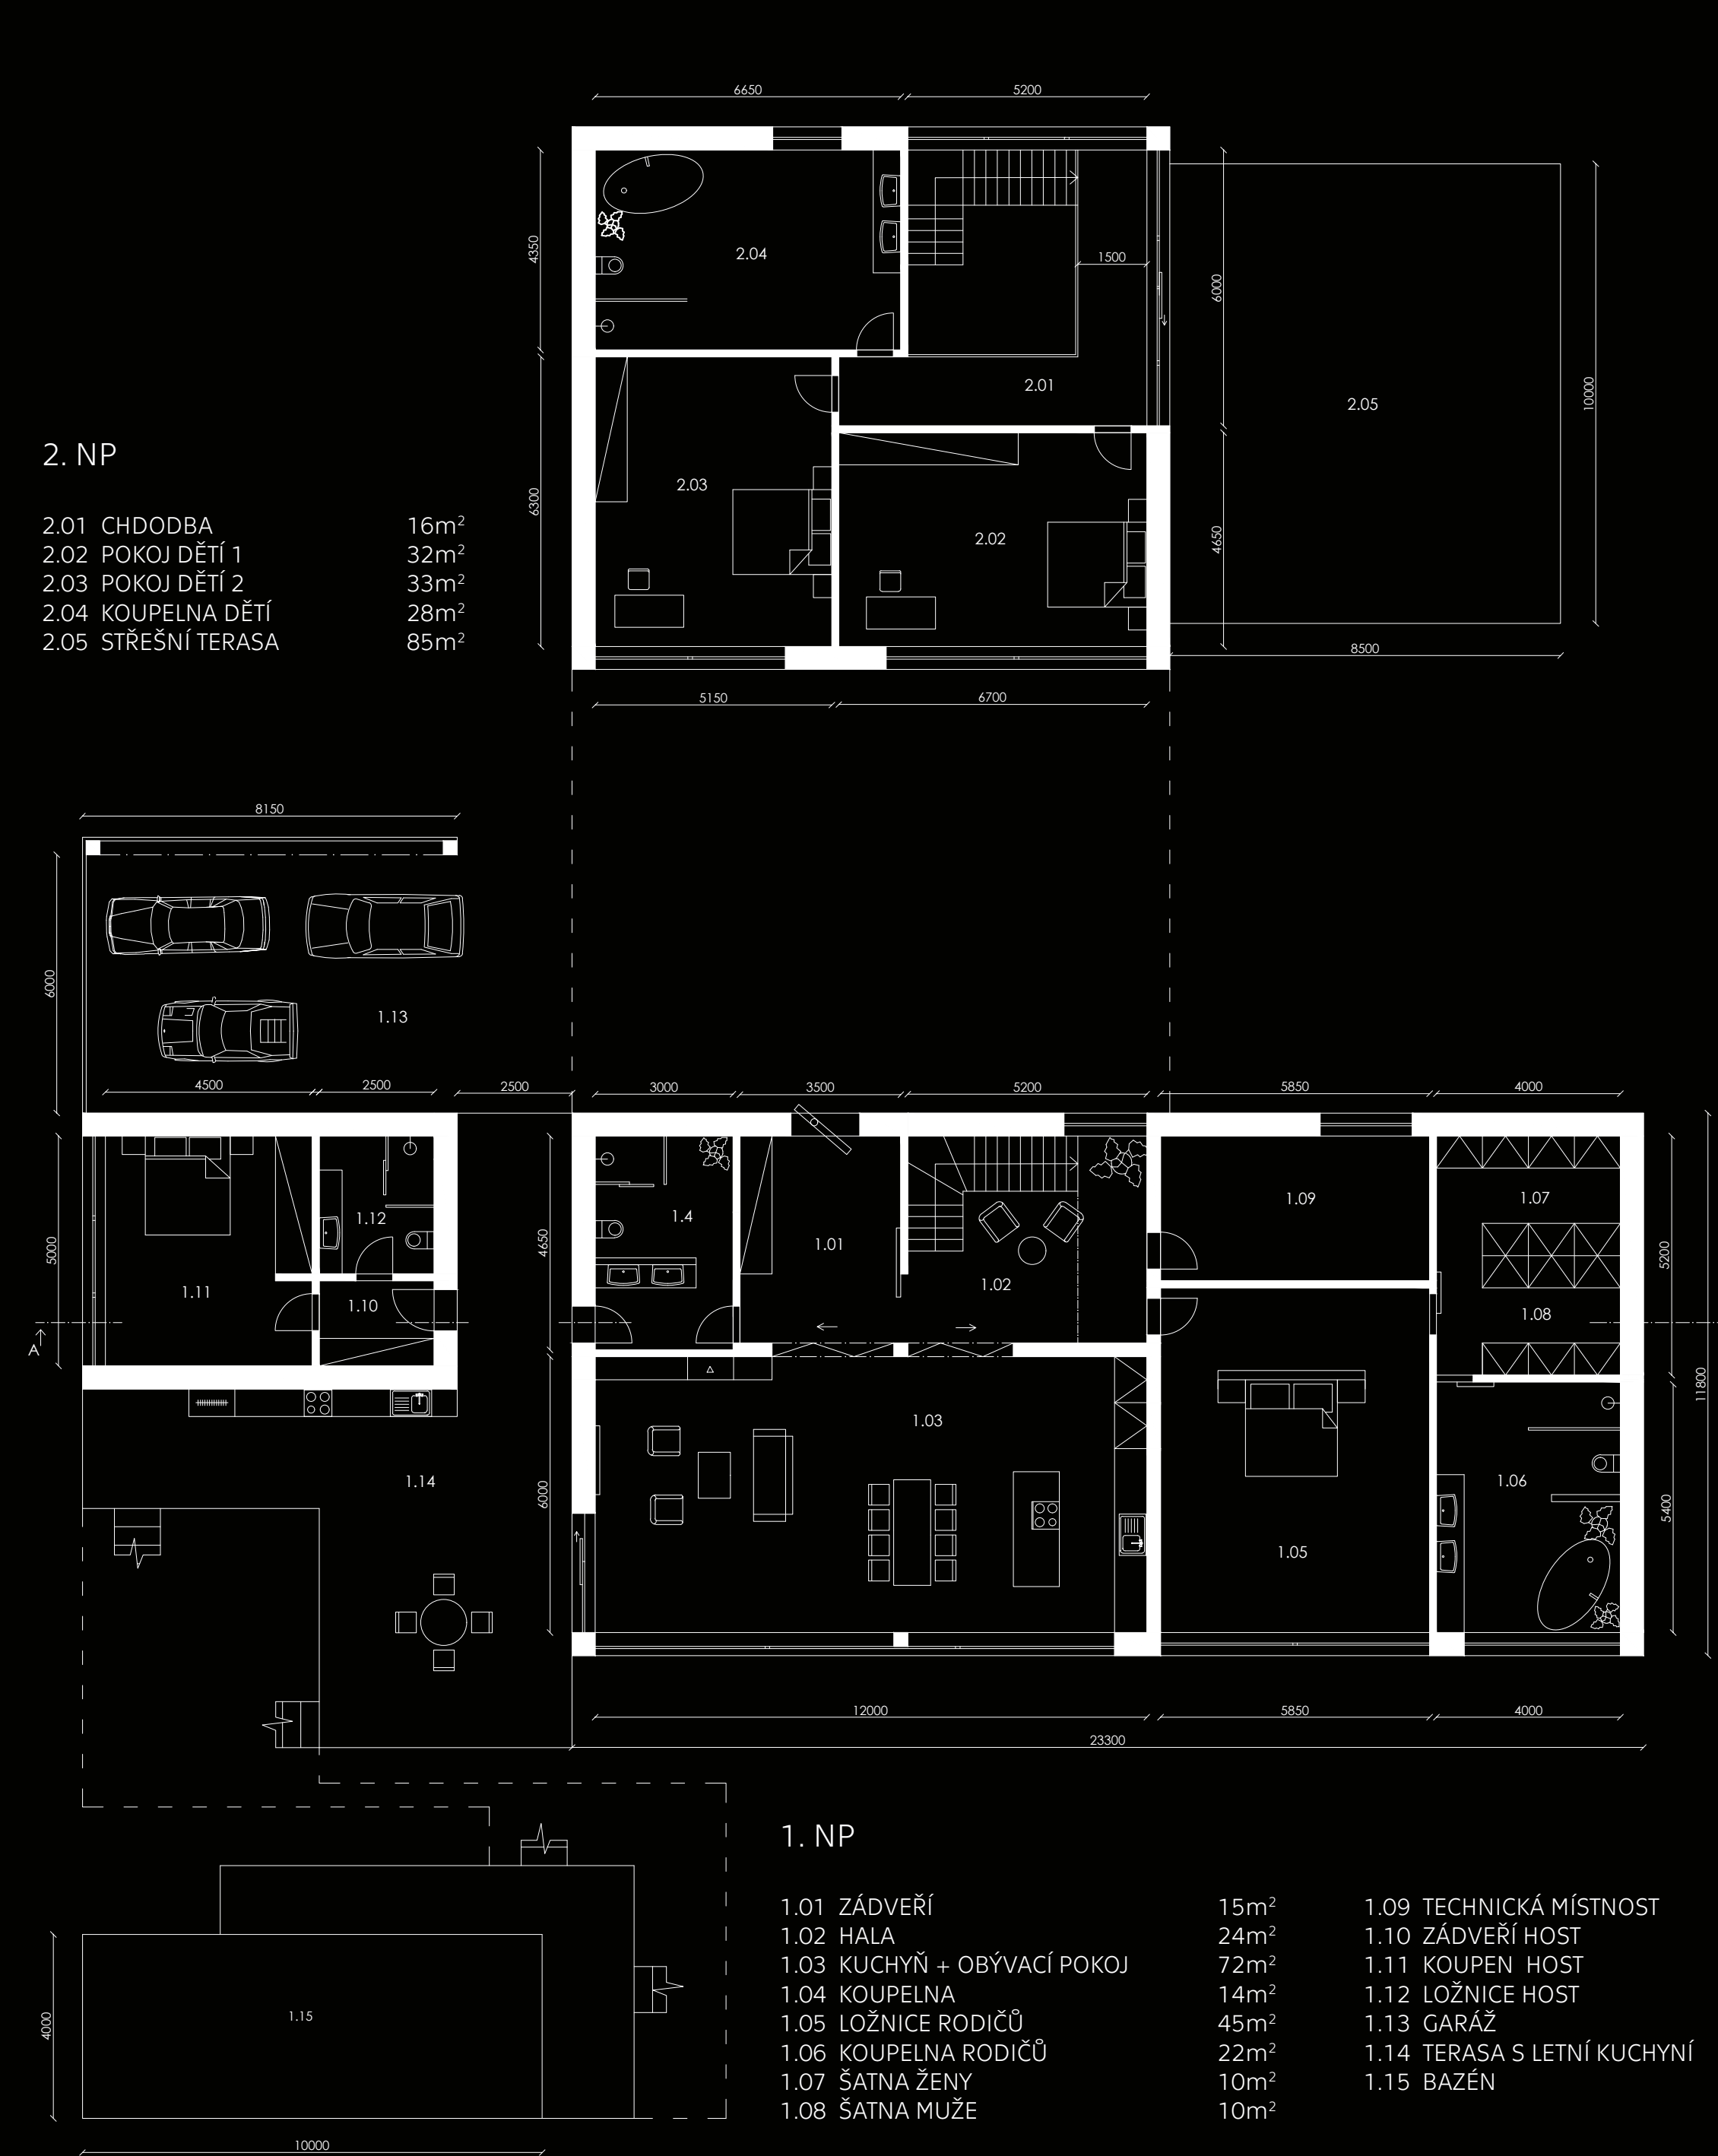 6650 5200
4350
2.04
1500
6000
2.01
2.05
10000
2. NP
6300
2.03
2.02
4650
2.01 CHDODBA 16m²
2.02 POKOJ DĚTÍ 1 32m²
2.03 POKOJ DĚTÍ 2 33m²
2.04 KOUPELNA DĚTÍ 28m²
2.05 STŘEŠNÍ TERASA 85m²
8500
5150 6700
8150
6000
1.13
4500 2500 2500 3000 3500 5200 5850 4000
5000
1.12
1.11
1.10
A
4650
1.4
1.01
1.02
1.09
1.07
1.08
5200
11800
1.14
6000
1.03
1.05
1.06
5400
12000 5850 4000
23300
1. NP
1.01 ZÁDVEŘÍ 15m²
1.02 HALA 24m²
1.03 KUCHYŇ + OBÝVACÍ POKOJ 72m²
1.04 KOUPELNA 14m²
1.05 LOŽNICE RODIČŮ 45m²
1.06 KOUPELNA RODIČŮ 22m²
1.07 ŠATNA ŽENY 10m²
1.08 ŠATNA MUŽE 10m²
1.09 TECHNICKÁ MÍSTNOST
1.10 ZÁDVEŘÍ HOST
1.11 KOUPEN HOST
1.12 LOŽNICE HOST
1.13 GARÁŽ
1.14 TERASA S LETNÍ KUCHYNÍ
1.15 BAZÉN
4000
1.15
10000